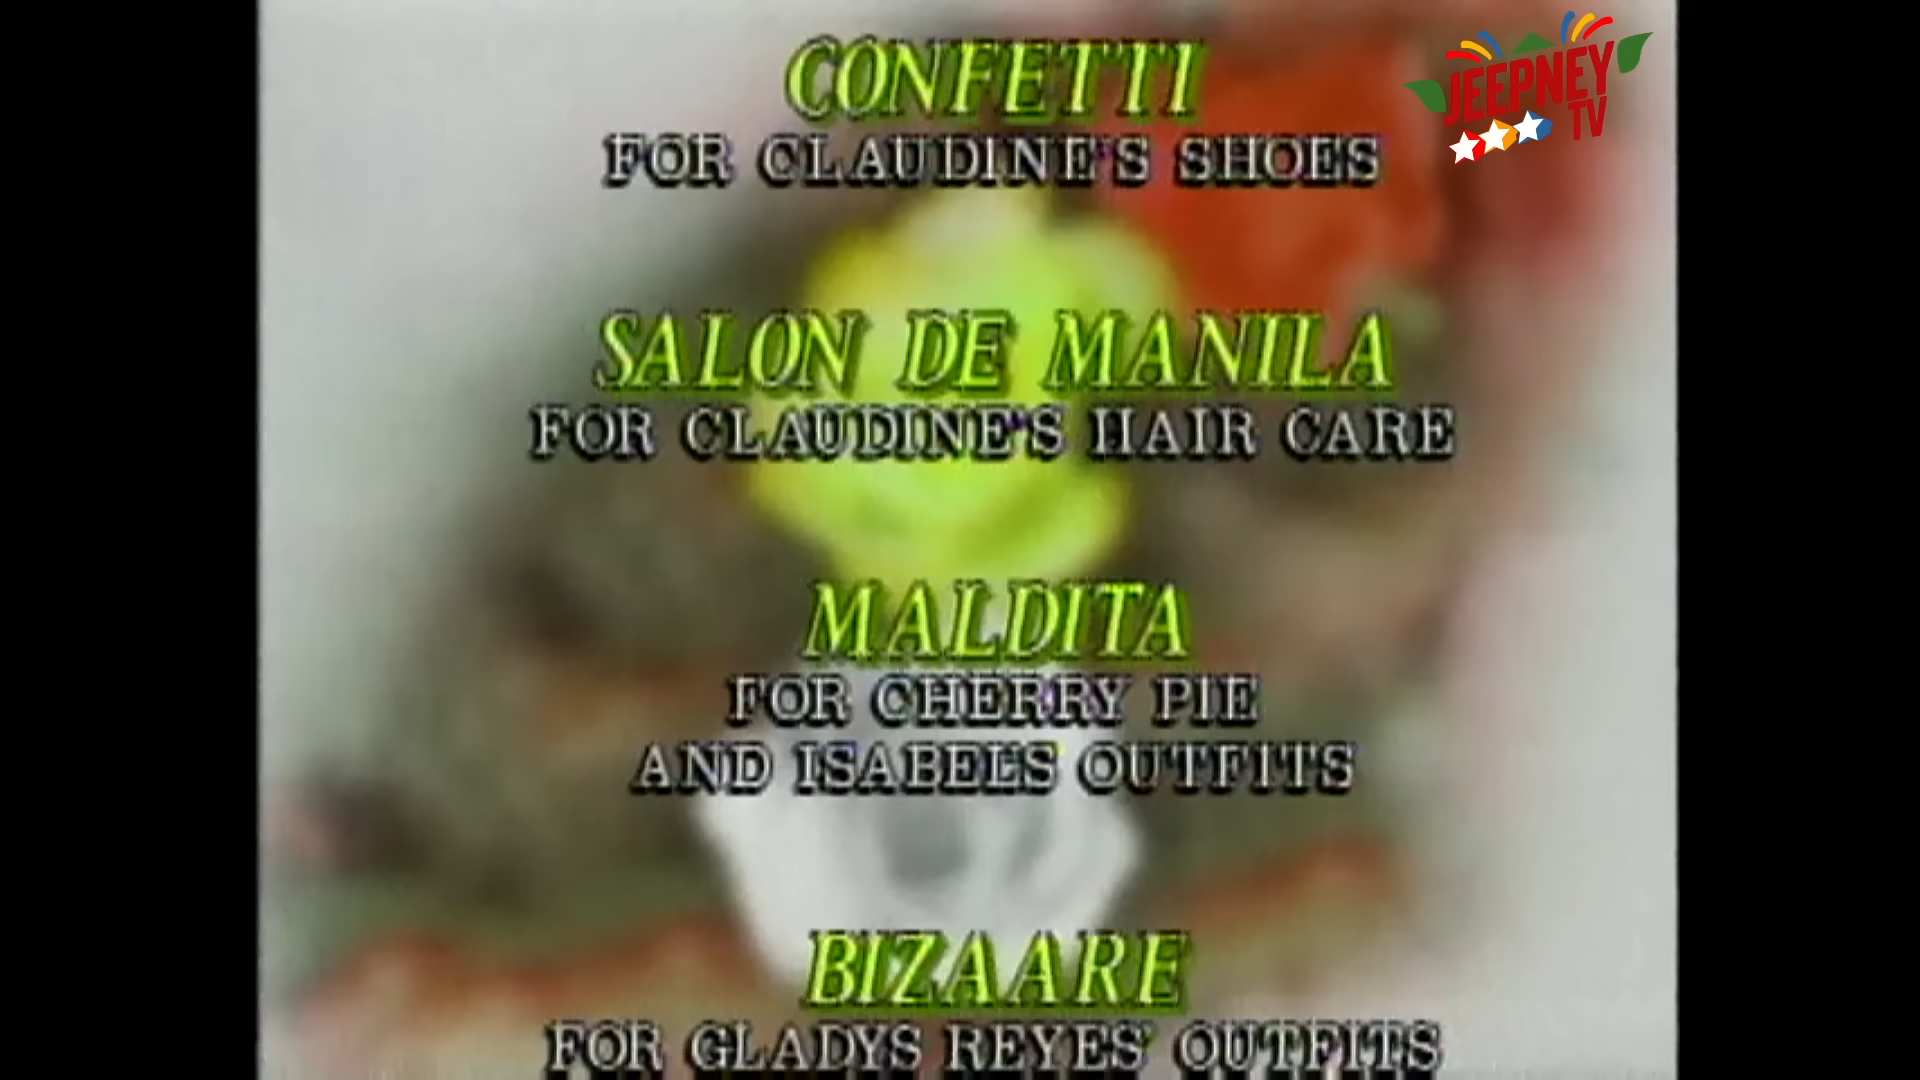 CONFETTI
FOR CLAUDINE'S SHOES
JEEPNEY
TV
SALON DE MANILA
FOR CLAUDINE'S HAIR CARE
MALDITA
FOR CHERRY PIE
AND ISABELS OUTFITS
BIZAARE
FOR GLADYS REYES' OUTFITS